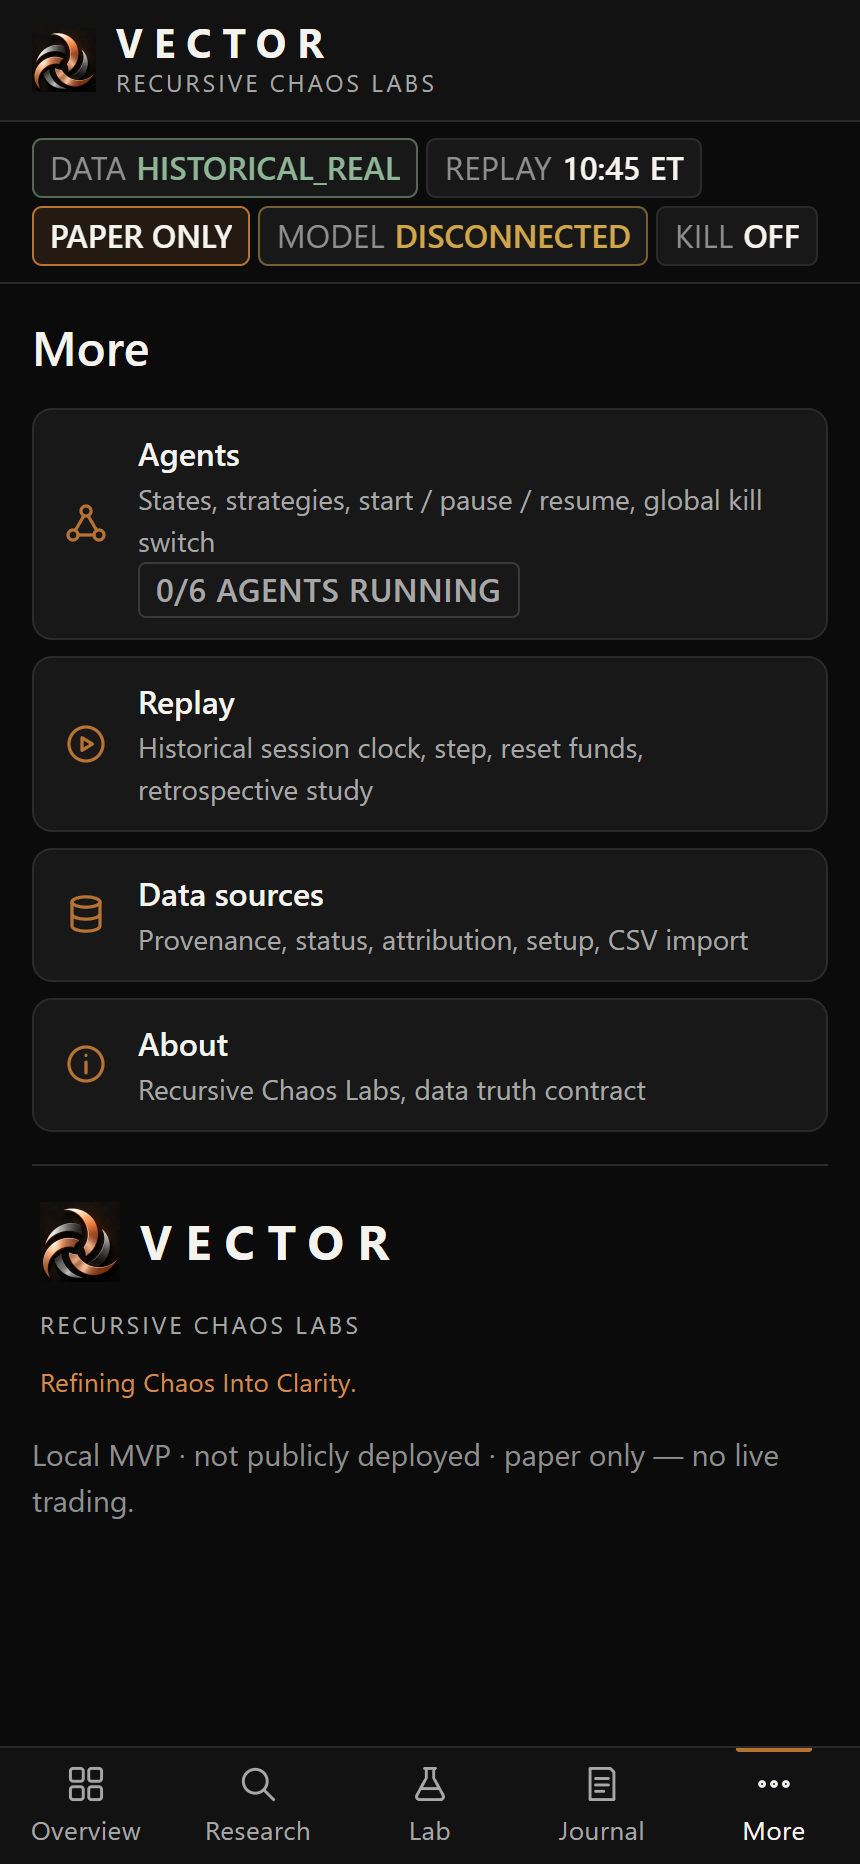 VECTOR
RECURSIVE CHAOS LABS
DATA HISTORICAL_REAL REPLAY 10:45 ET
PAPER ONLY MODEL DISCONNECTED KILL OFF
More
Agents
States, strategies, start / pause / resume, global kill
switch
0/6 AGENTS RUNNING
Replay
Historical session clock, step, reset funds,
retrospective study
Data sources
Provenance, status, attribution, setup, CSV import
About
Recursive Chaos Labs, data truth contract
VECTOR
RECURSIVE CHAOS LABS
Refining Chaos Into Clarity.
Local MVP · not publicly deployed · paper only — no live
trading.
Overview Research Lab Journal More